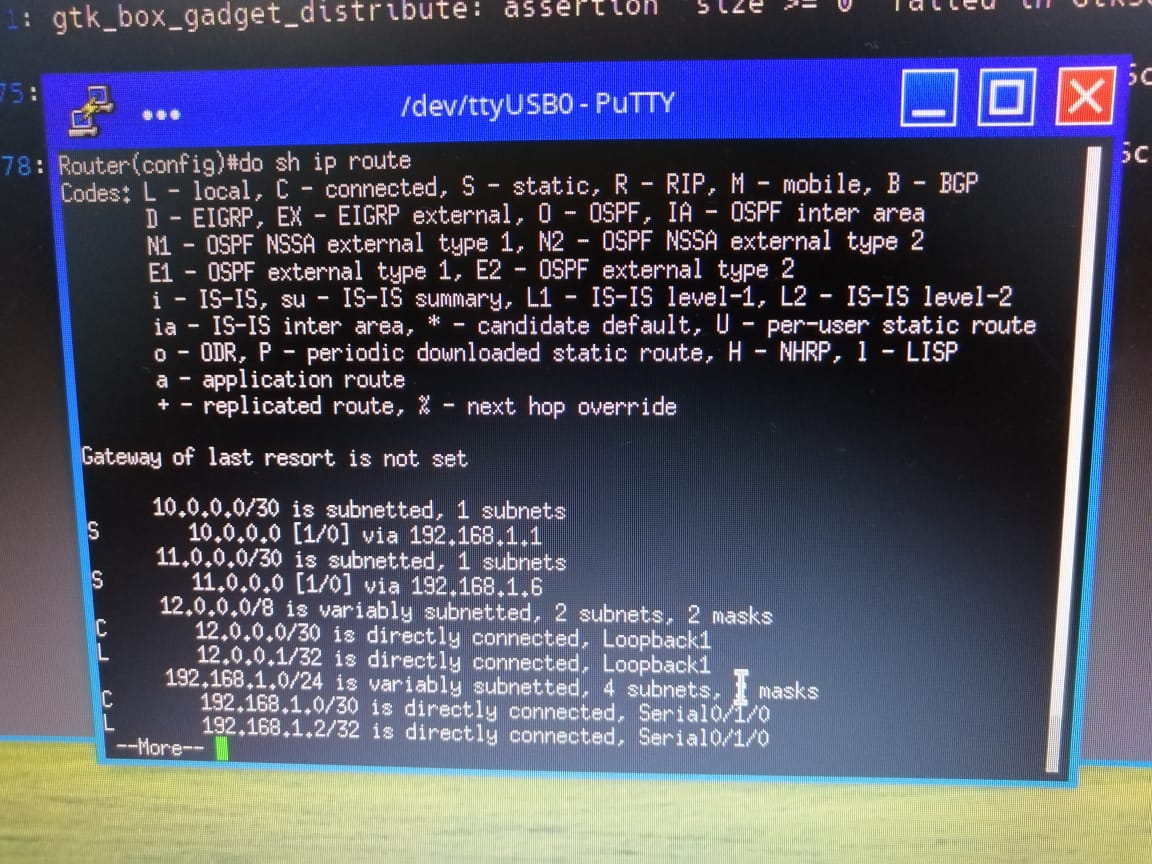 1: gtk_box_gadget_distribute: assertion size >= 0
75:
/dev/ttyUSB0 - PuTTY
78:
Router(config)#do sh ip route
Codes: L - local, C - connected, S - static, R - RIP, M - mobile, B - BGP
D - EIGRP, EX - EIGRP external, O - OSPF, IA - OSPF inter area
N1 - OSPF NSSA external type 1, N2 - OSPF NSSA external type 2
E1 - OSPF external type 1, E2 - OSPF external type 2
i - IS-IS, su - IS-IS summary, L1 - IS-IS level-1, L2 - IS-IS level-2
ia - IS-IS inter area, * - candidate default, U - per-user static route
o - ODR, P - periodic downloaded static route, H - NHRP, l - LISP
a - application route
+ - replicated route, % - next hop override
Gateway of last resort is not set
10.0.0.0/30 is subnetted, 1 subnets
S 10.0.0.0 [1/0] via 192.168.1.1
11.0.0.0/30 is subnetted, 1 subnets
S 11.0.0.0 [1/0] via 192.168.1.6
12.0.0.0/8 is variably subnetted, 2 subnets, 2 masks
C 12.0.0.0/30 is directly connected, Loopback1
L 12.0.0.1/32 is directly connected, Loopback1
192.168.1.0/24 is variably subnetted, 4 subnets, masks
C 192.168.1.0/30 is directly connected, Serial0/1/0
L 192.168.1.2/32 is directly connected, Serial0/1/0
--More--